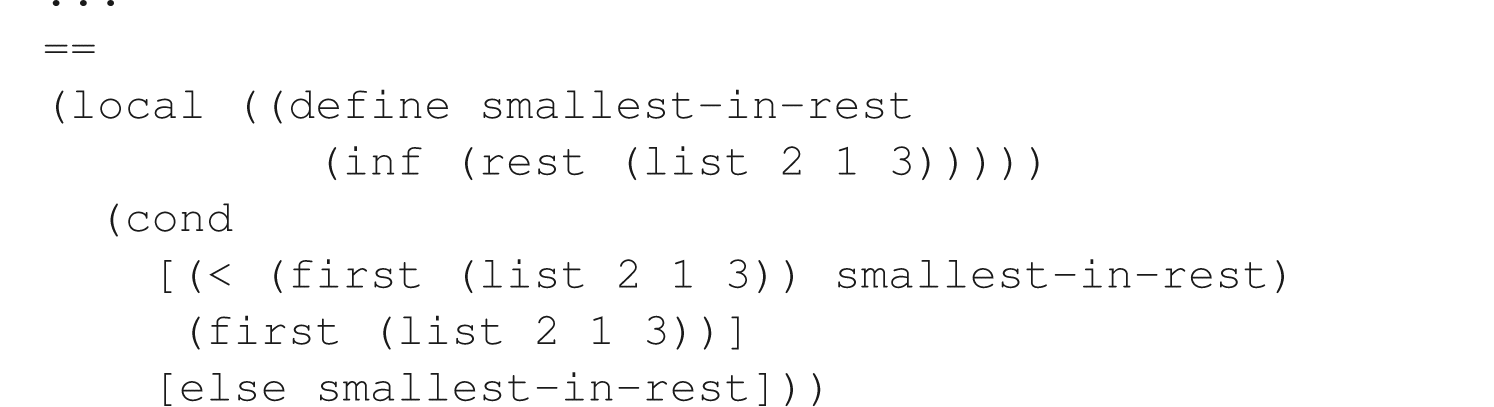 ...
==
(local ((define smallest-in-rest
(inf (rest (list 2 1 3)))))
(cond
[(< (first (list 2 1 3)) smallest-in-rest)
(first (list 2 1 3))]
[else smallest-in-rest]))